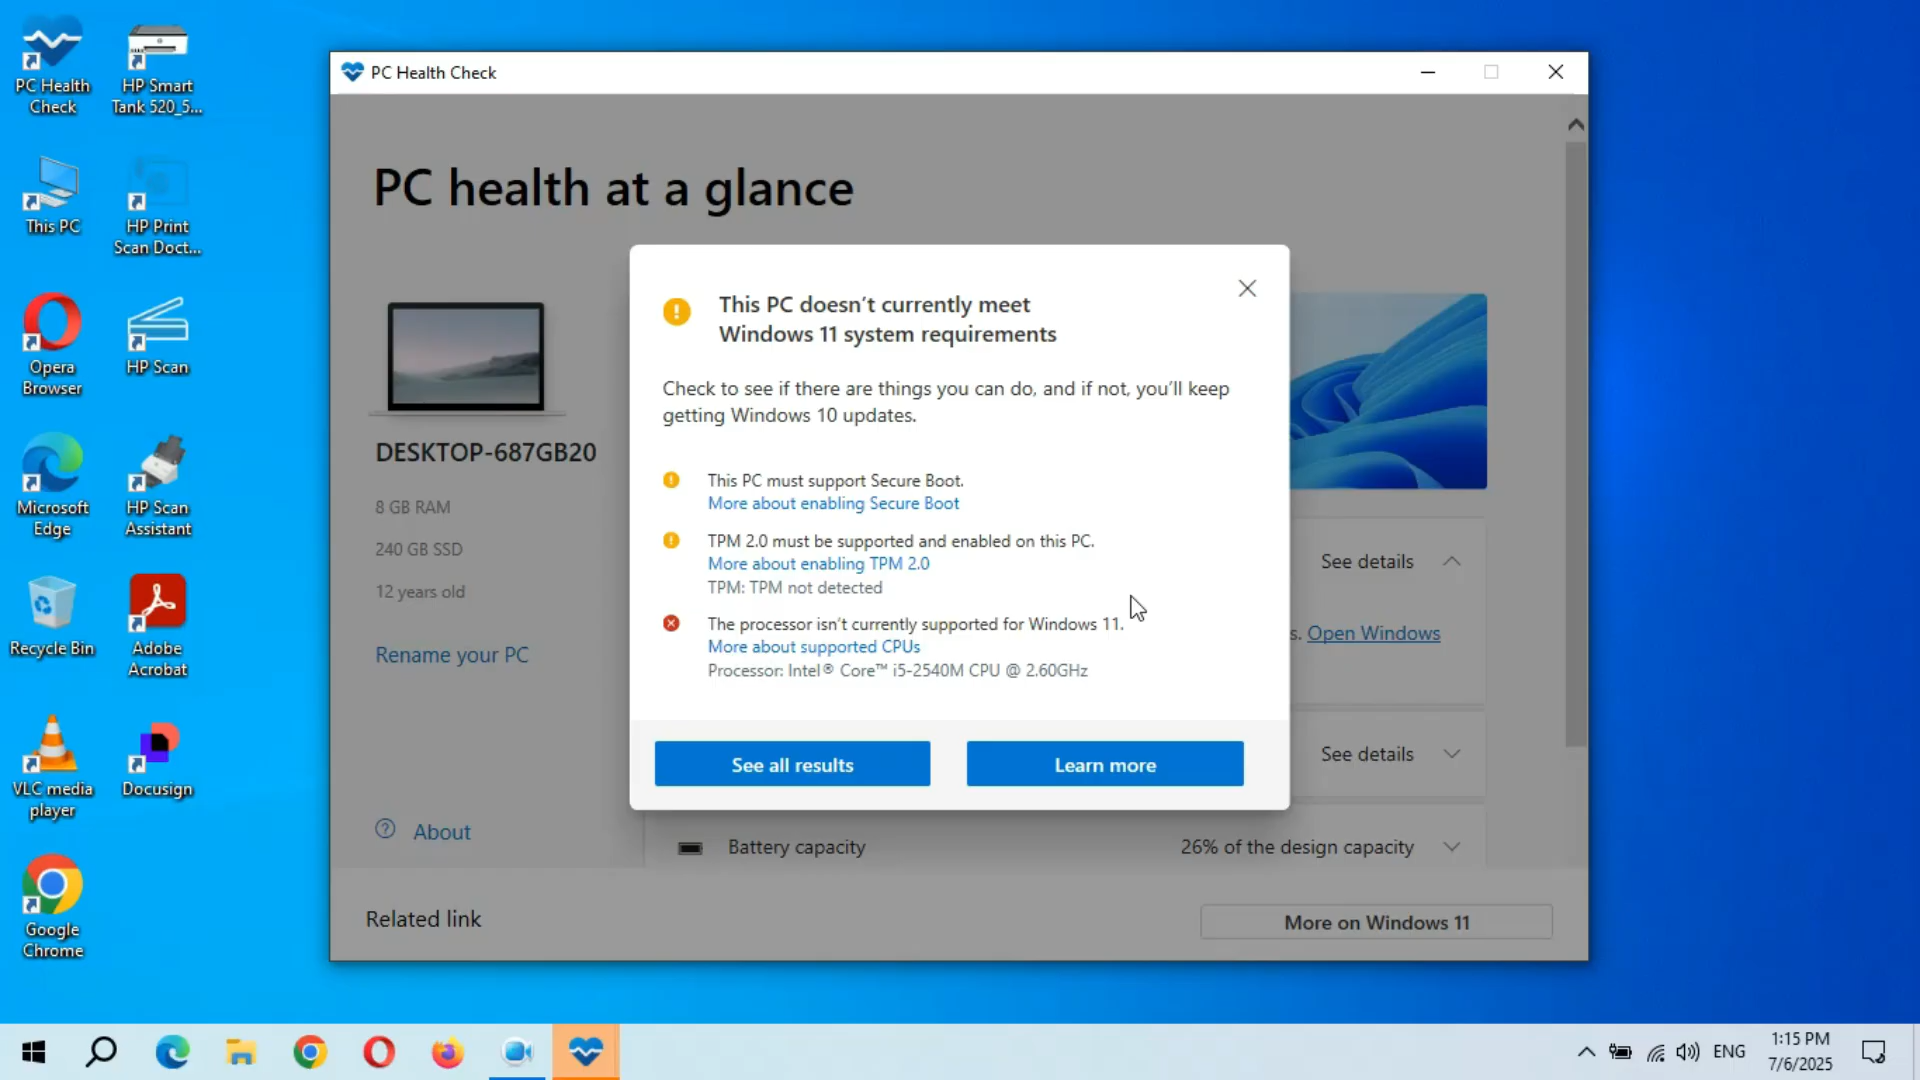 PC Health
Check
HP Smart
Tank 520_5...
This PC
HP Print
Scan Doct...
Opera
Browser
HP Scan
Microsoft
Edge
HP Scan
Assistant
Recycle Bin
Adobe
Acrobat
VLC media
player
Docusign
Google
Chrome
PC Health Check
PC health at a glance
DESKTOP-687GB20
8 GB RAM
240 GB SSD
12 years old
Rename your PC
About
This PC doesn't currently meet
Windows 11 system requirements
Check to see if there are things you can do, and if not, you'll keep
getting Windows 10 updates.
This PC must support Secure Boot.
More about enabling Secure Boot
TPM 2.0 must be supported and enabled on this PC.
More about enabling TPM 2.0
TPM: TPM not detected
The processor isn't currently supported for Windows 11.
More about supported CPUs
Processor: Intel® Core™ i5-2540M CPU @ 2.60GHz
See all results
Learn more
See details
s. Open Windows
See details
Battery capacity
26% of the design capacity
Related link
More on Windows 11
ENG
1:15 PM
7/6/2025